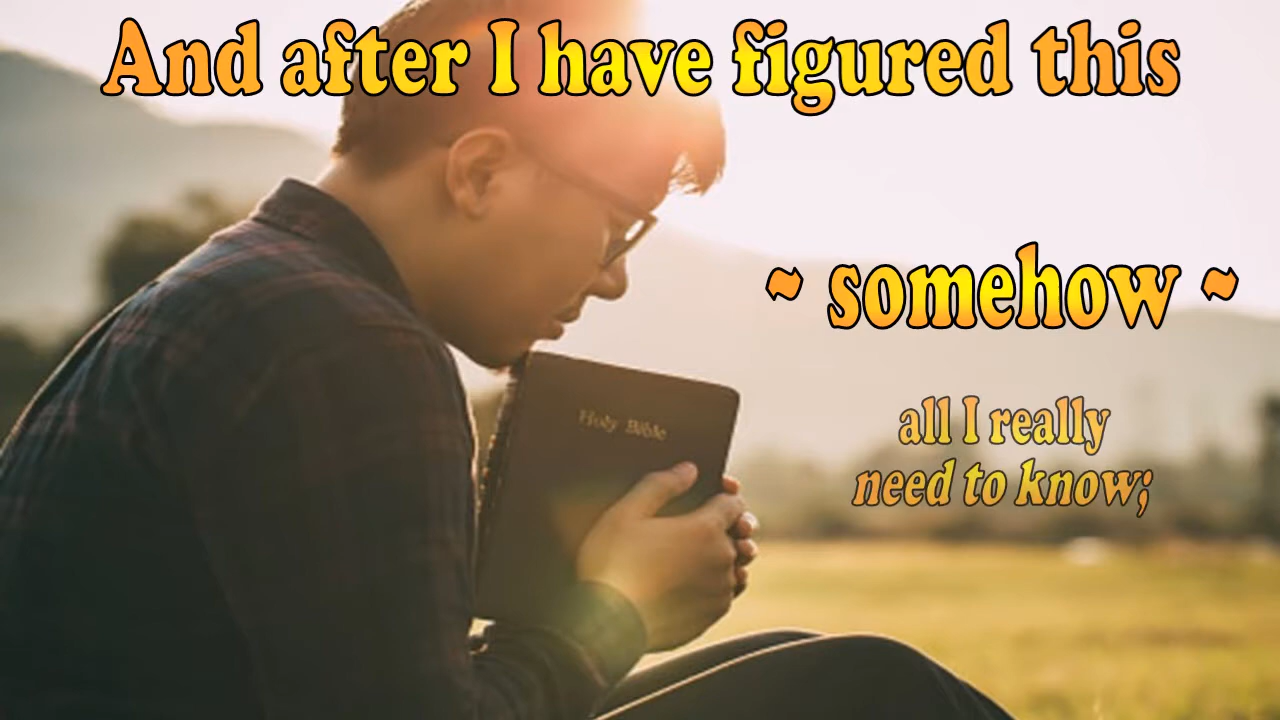 And after I have figured this
~ somehow ~
all I really
need to know;
Holy Bible